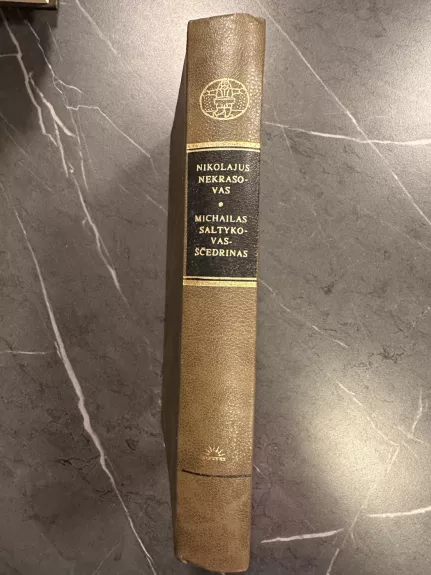 NIKOLAJUS
NEKRASO-
VAS
•
MICHAILAS
SALTYKO-
VAS-
ŠČEDRINAS